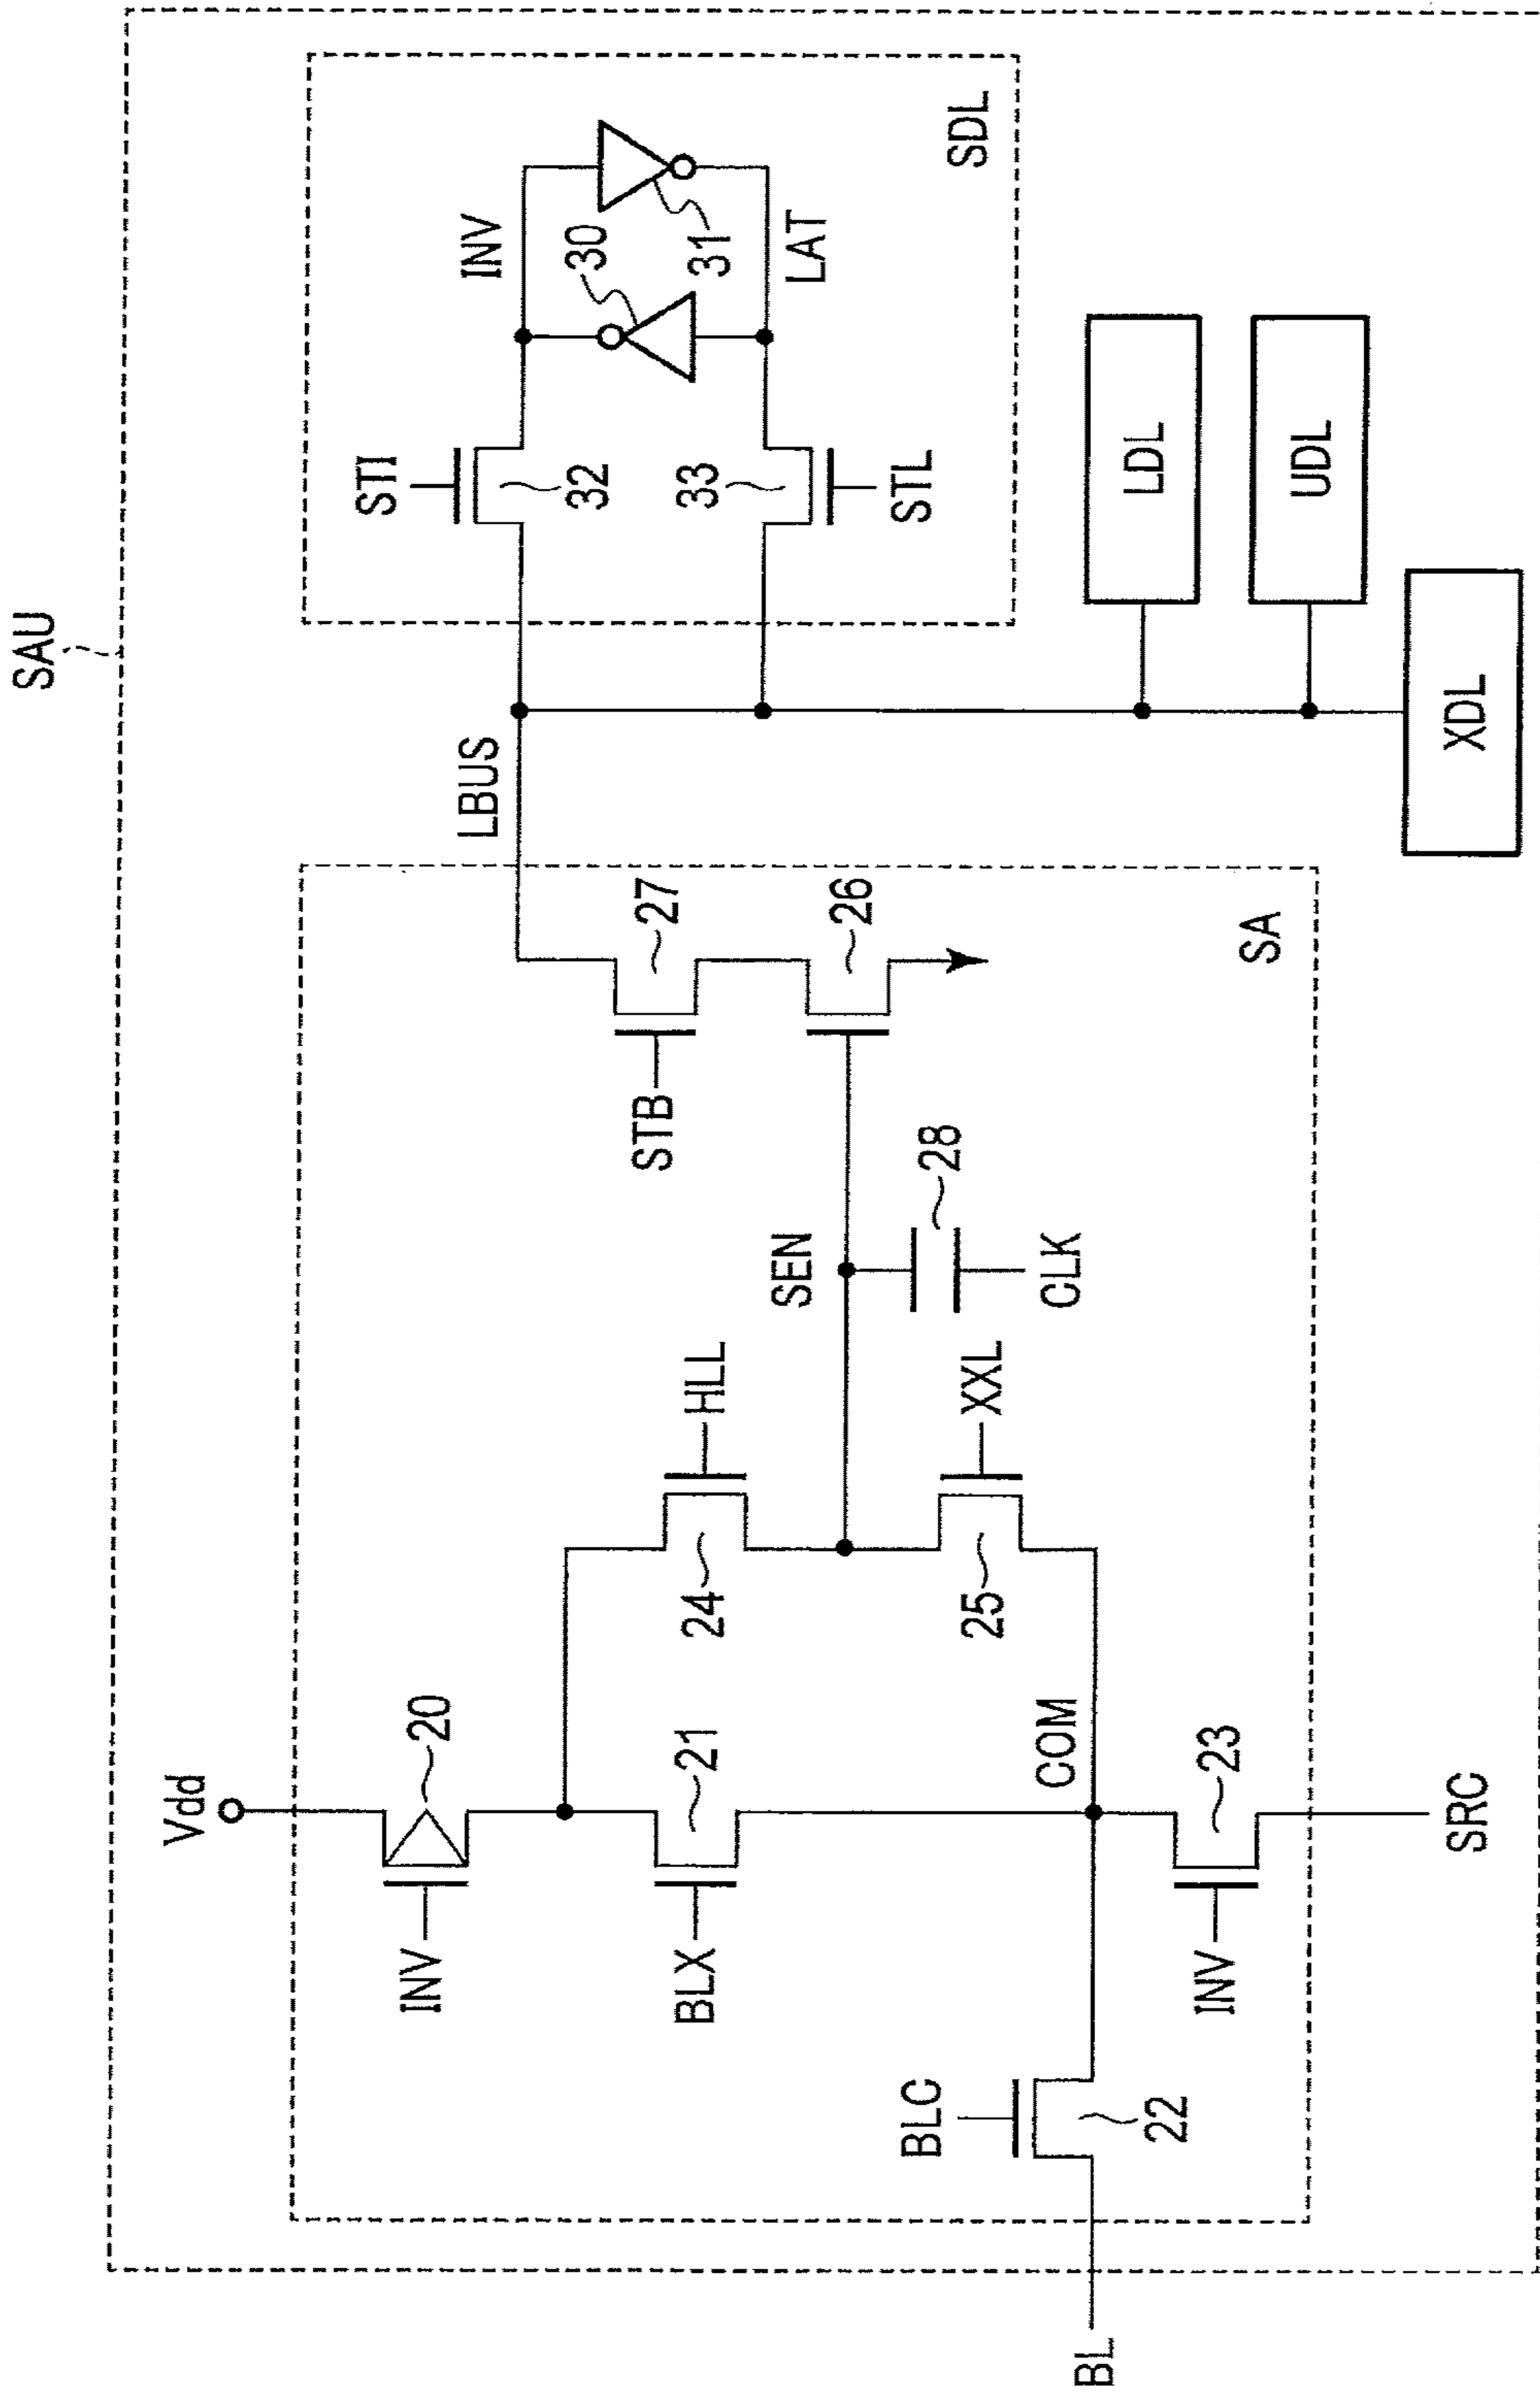 SAU
Vdd
INV
20
BLX
21
HLL
24
SEN
28
CLK
STB
27
26
LBUS
XXL
25
COM
BLC
22
INV
23
SRC
BL
SA
STI
32
INV
30
31
33
STL
LAT
SDL
LDL
UDL
XDL